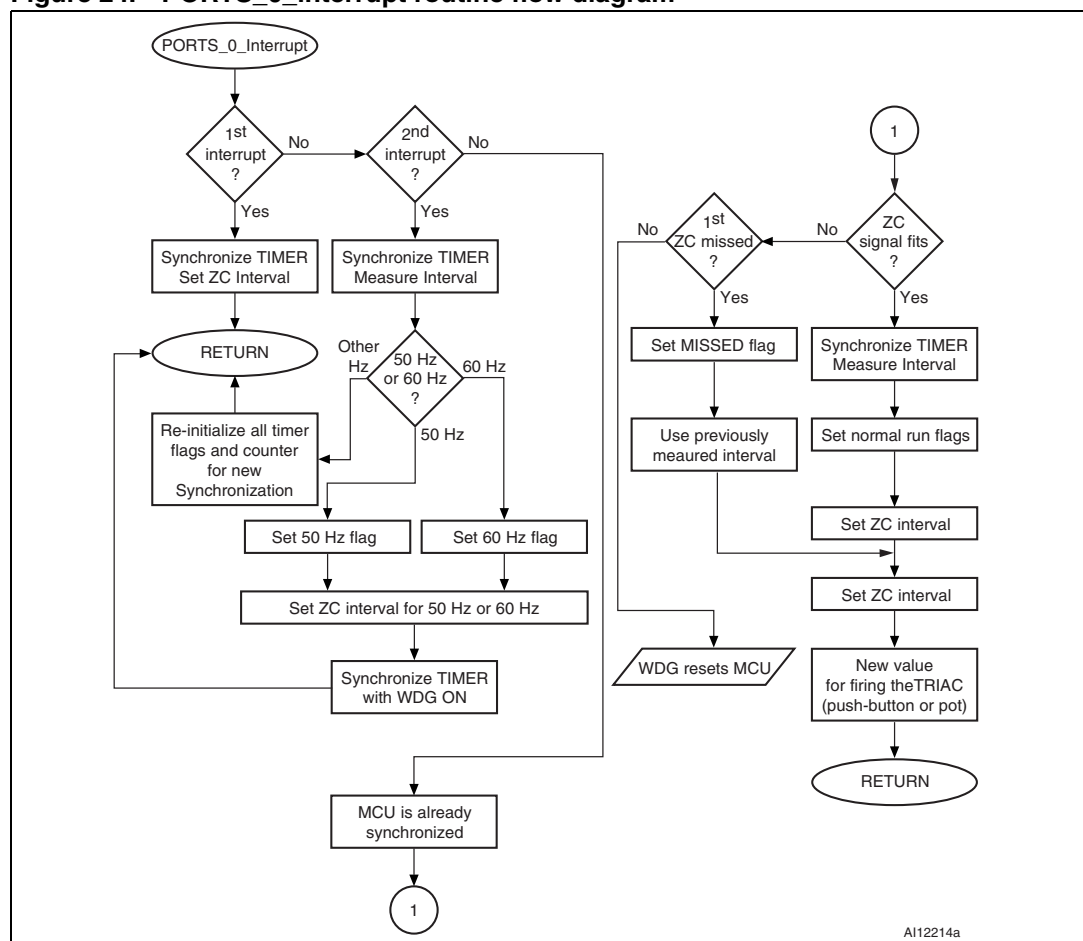 PORTS_0_Interrupt
1st
interrupt
?
No
Yes
2nd
interrupt
?
No
Yes
Synchronize TIMER
Set ZC Interval
Synchronize TIMER
Measure Interval
RETURN
Other
Hz
50 Hz
or 60 Hz
?
60 Hz
50 Hz
Re-initialize all timer
flags and counter
for new
Synchronization
Set 50 Hz flag
Set 60 Hz flag
Set ZC interval for 50 Hz or 60 Hz
Synchronize TIMER
with WDG ON
MCU is already
synchronized
1
1
ZC
signal fits
?
No
Yes
1st
ZC missed
?
No
Yes
Set MISSED flag
Synchronize TIMER
Measure Interval
Use previously
meaured interval
Set normal run flags
Set ZC interval
Set ZC interval
WDG resets MCU
New value
for firing theTRIAC
(push-button or pot)
RETURN
AI12214a